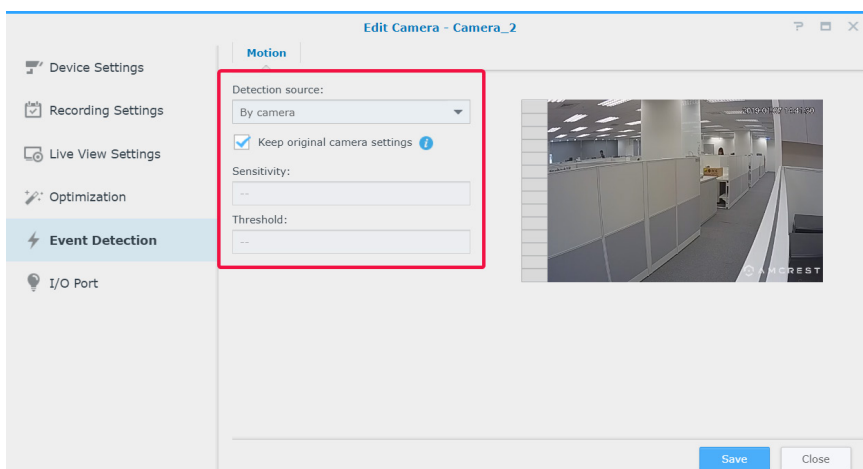 Edit Camera - Camera_2
Device Settings
Recording Settings
Live View Settings
Optimization
Event Detection
I/O Port
Motion
Detection source:
By camera
Keep original camera settings
Sensitivity:
--
Threshold:
--
AMCREST
Save
Close